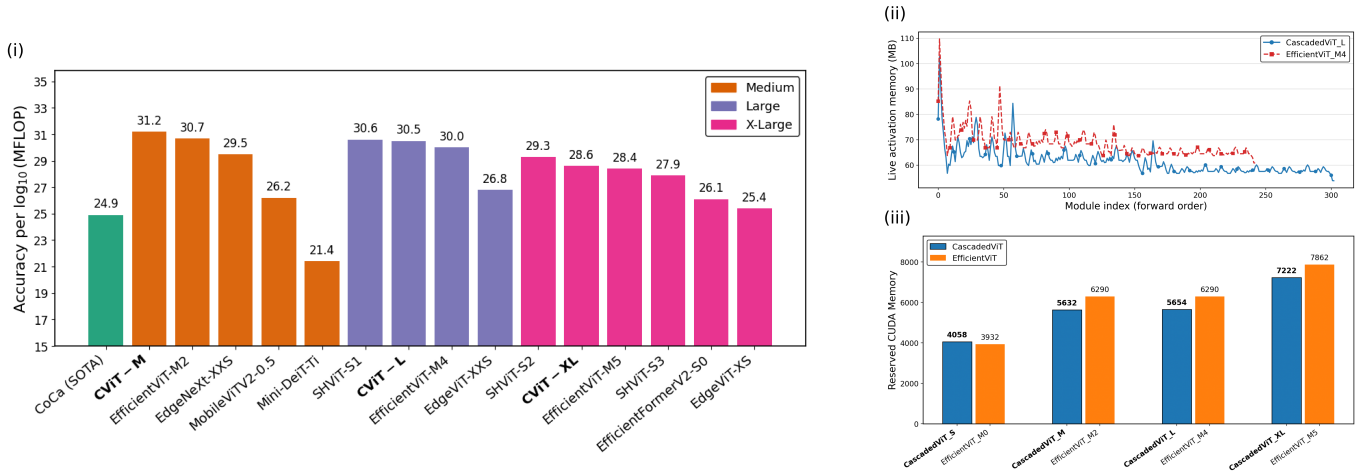 (i)
Accuracy per log10 (MFLOP)
35
33
31
29
27
25
23
21
19
17
15
Medium
Large
X-Large
24.9
31.2
30.7
29.5
26.2
21.4
30.6
30.5
30.0
26.8
29.3
28.6
28.4
27.9
26.1
25.4
CoCa (SOTA)
CViT – M
EfficientViT-M2
EdgeNeXt-XXS
MobileViTV2-0.5
Mini-DeiT-Ti
SHViT-S1
CViT – L
EfficientViT-M4
EdgeViT-XXS
SHViT-S2
CViT – XL
EfficientViT-M5
SHViT-S3
EfficientFormerV2-S0
EdgeViT-XS
(ii)
Live activation memory (MB)
110
100
90
80
70
60
CascadedViT_L
EfficientViT_M4
0
50
100
150
200
250
300
Module index (forward order)
(iii)
Reserved CUDA Memory
8000
6000
4000
2000
0
CascadedViT
EfficientViT
4058
3932
5632
6290
5654
6290
7222
7862
CascadedViT_S
EfficientViT_M0
CascadedViT_M
EfficientViT_M2
CascadedViT_L
EfficientViT_M4
CascadedViT_XL
EfficientViT_M5